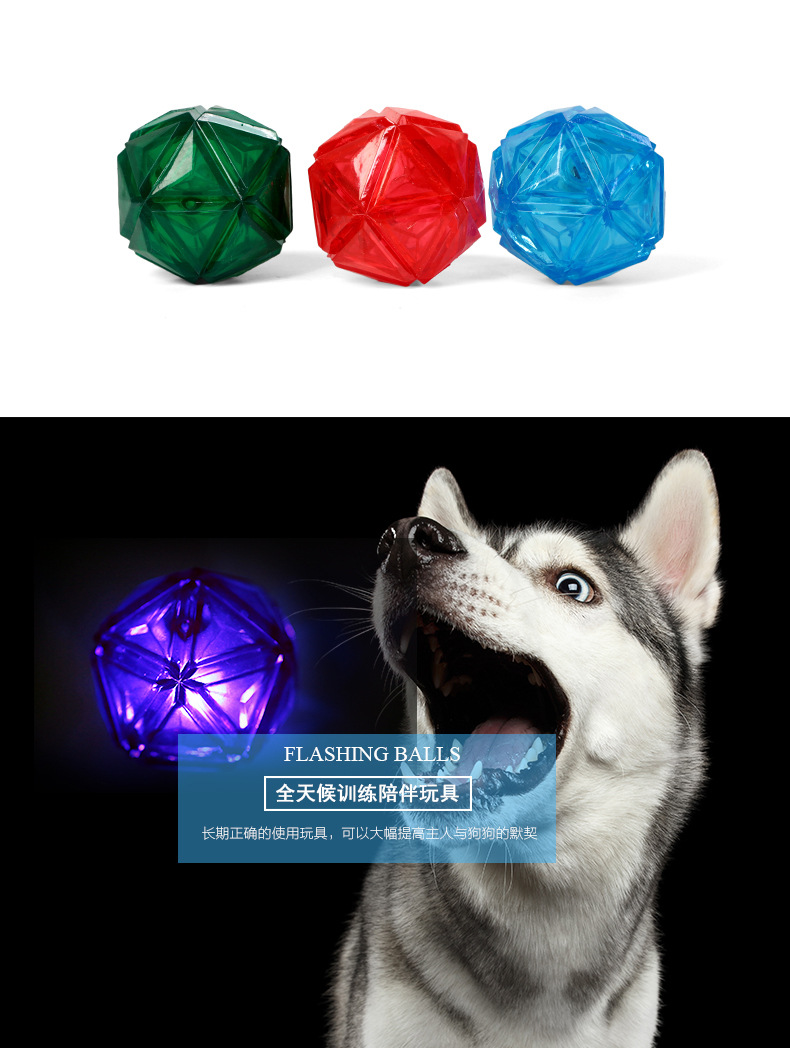 FLASHING BALLS
全天候训练陪伴玩具
长期正确的使用玩具，可以大幅提高主人与狗狗的默契